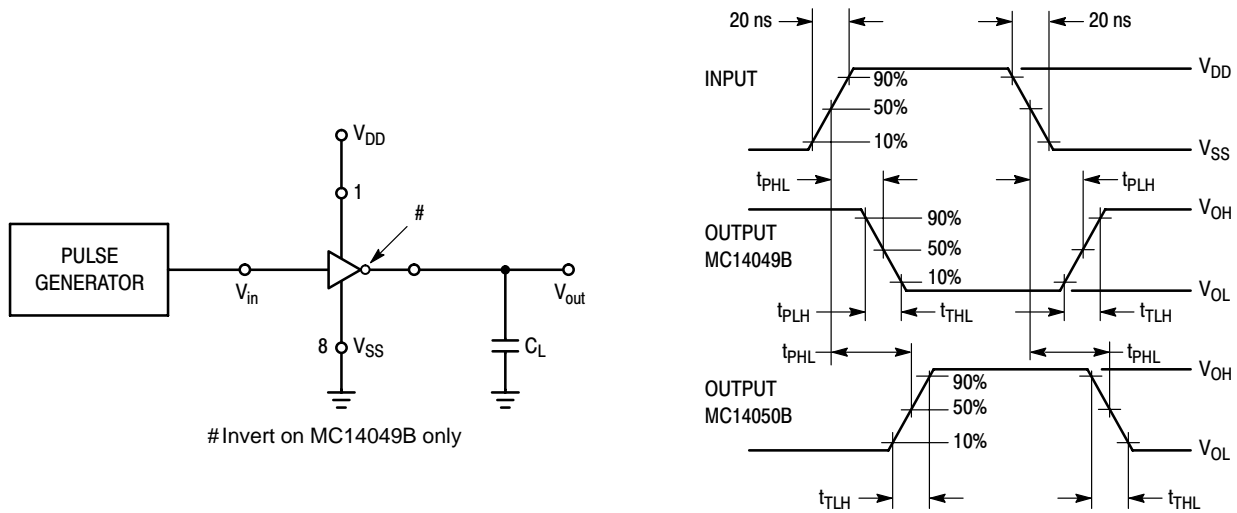 PULSE
GENERATOR
V_in
V_DD
1
#
8
V_SS
C_L
V_out
#Invert on MC14049B only
20 ns
20 ns
INPUT
90%
50%
10%
V_DD
V_SS
t_PHL
t_PLH
OUTPUT
MC14049B
90%
50%
10%
V_OH
V_OL
t_PLH
t_THL
t_TLH
t_PHL
t_PHL
OUTPUT
MC14050B
90%
50%
10%
V_OH
V_OL
t_TLH
t_THL